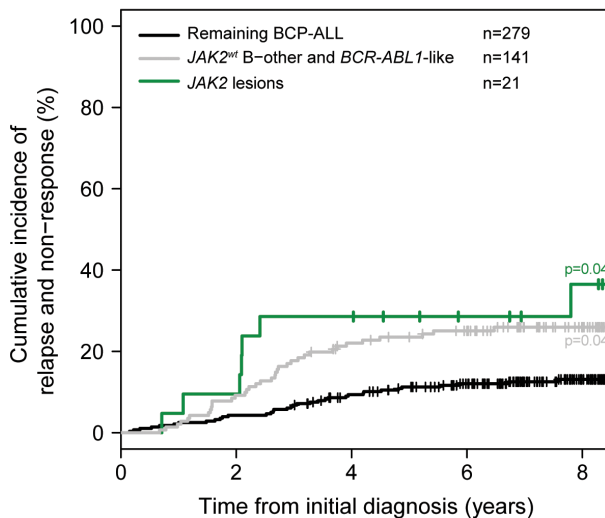 Remaining BCP-ALL n=279
JAK2wt B-other and BCR-ABL1-like n=141
JAK2 lesions n=21
Cumulative incidence of
relapse and non-response (%)
100
80
60
40
20
0
p=0.04
p=0.04
0 2 4 6 8
Time from initial diagnosis (years)